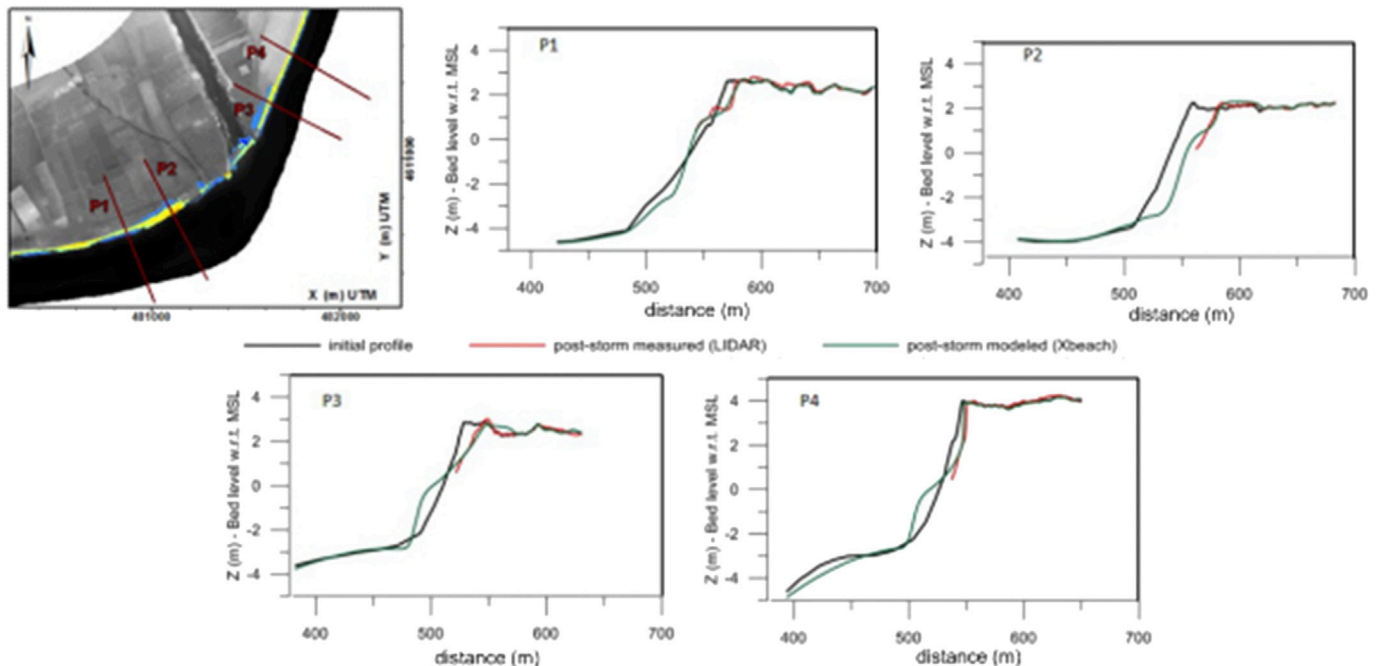 N
P4
P3
P2
P1
4611000
Y (m) UTM
X (m) UTM
481000
482000
P1
Z (m) - Bed level w.r.t. MSL
4
2
0
-2
-4
400
500
600
700
distance (m)
P2
Z (m) - Bed level w.r.t. MSL
4
2
0
-2
-4
400
500
600
700
distance (m)
initial profile
post-storm measured (LIDAR)
post-storm modeled (Xbeach)
P3
Z (m) - Bed level w.r.t. MSL
4
2
0
-2
-4
400
500
600
700
distance (m)
P4
Z (m) - Bed level w.r.t. MSL
4
2
0
-2
-4
400
500
600
700
distance (m)